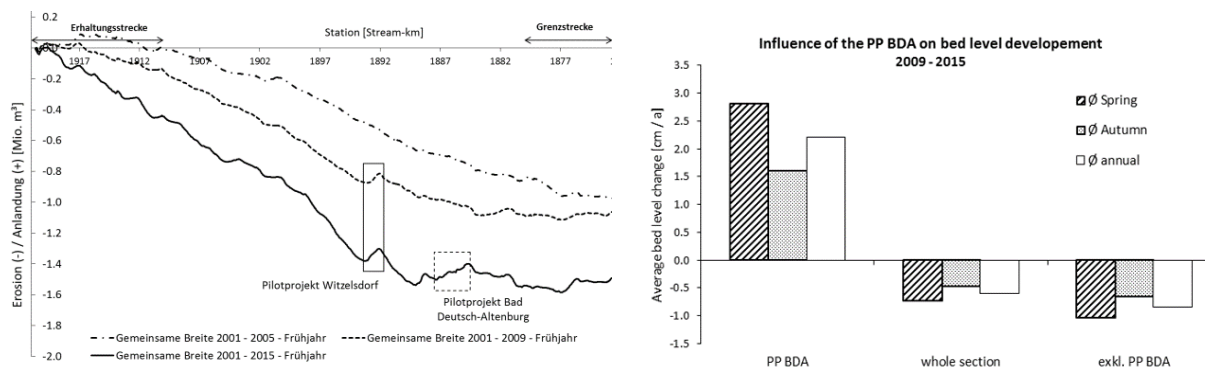 0.2
Erhaltungsstrecke
Station [Stream-km]
Grenzstrecke
0.0
1917
1912
1907
1902
1897
1892
1887
1882
1877
-0.2
-0.4
-0.6
-0.8
-1.0
-1.2
-1.4
-1.6
-1.8
-2.0
Erosion (-) / Anlandung (+) [Mio. m³]
Pilotprojekt Witzelsdorf
Pilotprojekt Bad
Deutsch-Altenburg
Gemeinsame Breite 2001 - 2005 - Frühjahr
Gemeinsame Breite 2001 - 2009 - Frühjahr
Gemeinsame Breite 2001 - 2015 - Frühjahr
Influence of the PP BDA on bed level developement
2009 - 2015
3.5
3.0
2.5
2.0
1.5
1.0
0.5
0.0
-0.5
-1.0
-1.5
Average bed level change [cm / a]
Ø Spring
Ø Autumn
Ø annual
PP BDA
whole section
exkl. PP BDA